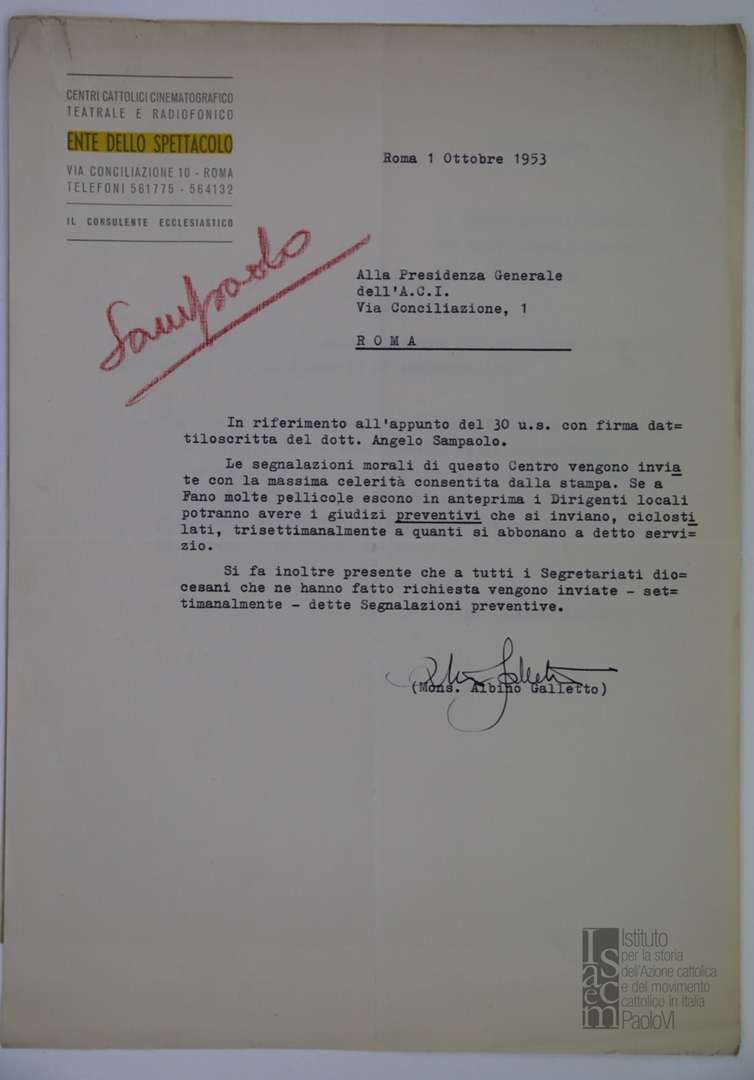 CENTRI CATTOLICI CINEMATOGRAFICO
TEATRALE E RADIOFONICO
ENTE DELLO SPETTACOLO
VIA CONCILIAZIONE 10 - ROMA
TELEFONI 561775 - 564132
IL CONSULENTE ECCLESIASTICO
Roma 1 Ottobre 1953
Sampaolo
Alla Presidenza Generale
dell'A.C.I.
Via Conciliazione, 1
R O M A
In riferimento all'appunto del 30 u.s. con firma dat=
tiloscritta del dott. Angelo Sampaolo.
Le segnalazioni morali di questo Centro vengono invia
te con la massima celerità consentita dalla stampa. Se a
Fano molte pellicole escono in anteprima i Dirigenti locali
potranno avere i giudizi preventivi che si inviano, ciclosti
lati, trisettimanalmente a quanti si abbonano a detto servi=
zio.
Si fa inoltre presente che a tutti i Segretariati dio=
cesani che ne hanno fatto richiesta vengono inviate - set=
timanalmente - dette Segnalazioni preventive.
(Mons. Albino Galletto)
Isacem
Istituto
per la storia
dell'Azione cattolica
e del movimento
cattolico in Italia
PaoloVI